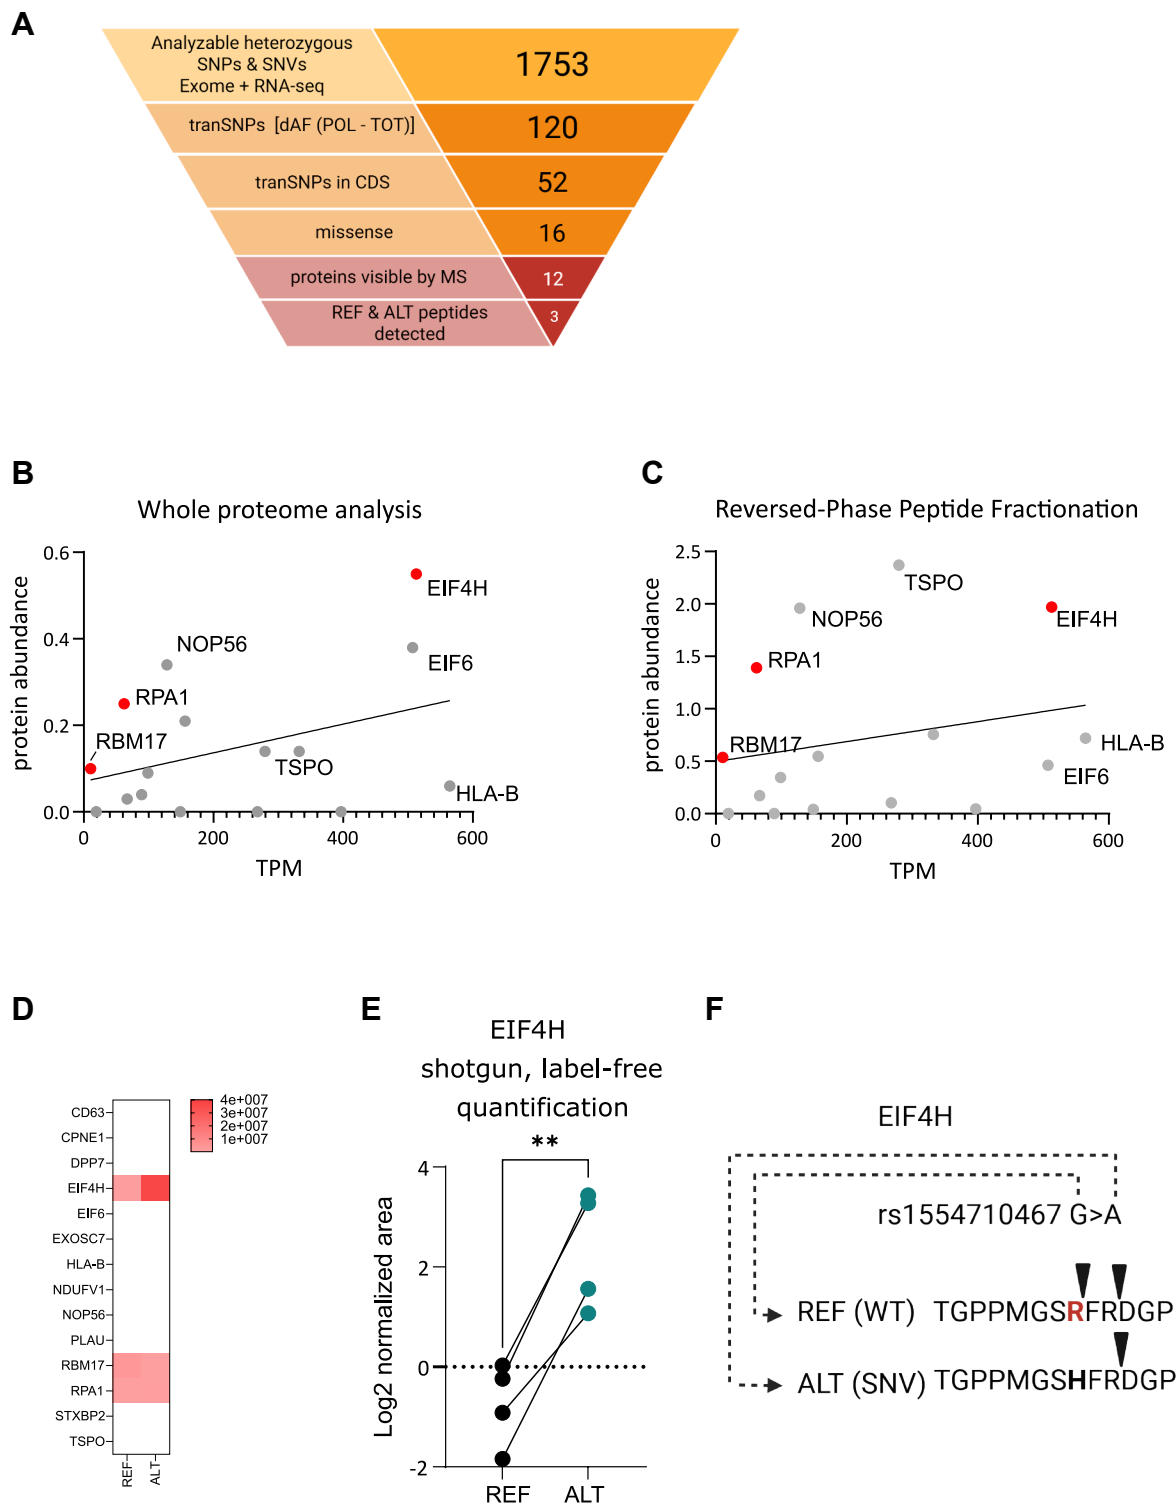 A
Analyzable heterozygous
SNPs & SNVs
Exome + RNA-seq
1753
tranSNPs [dAF (POL - TOT)]
120
tranSNPs in CDS
52
missense
16
proteins visible by MS
12
REF & ALT peptides
detected
3
B
Whole proteome analysis
protein abundance
0.6
0.4
0.2
0.0
0
200
400
600
TPM
EIF4H
NOP56
EIF6
RPA1
RBM17
TSPO
HLA-B
C
Reversed-Phase Peptide Fractionation
protein abundance
2.5
2.0
1.5
1.0
0.5
0.0
0
200
400
600
TPM
TSPO
NOP56
EIF4H
RPA1
RBM17
HLA-B
EIF6
D
CD63
CPNE1
DPP7
EIF4H
EIF6
EXOSC7
HLA-B
NDUFV1
NOP56
PLAU
RBM17
RPA1
STXBP2
TSPO
REF
ALT
4e+007
3e+007
2e+007
1e+007
E
EIF4H
shotgun, label-free
quantification
**
Log2 normalized area
4
2
0
-2
REF
ALT
F
EIF4H
rs1554710467 G>A
REF (WT) TGPPMGSRFRDGP
ALT (SNV) TGPPMGSHFRDGP